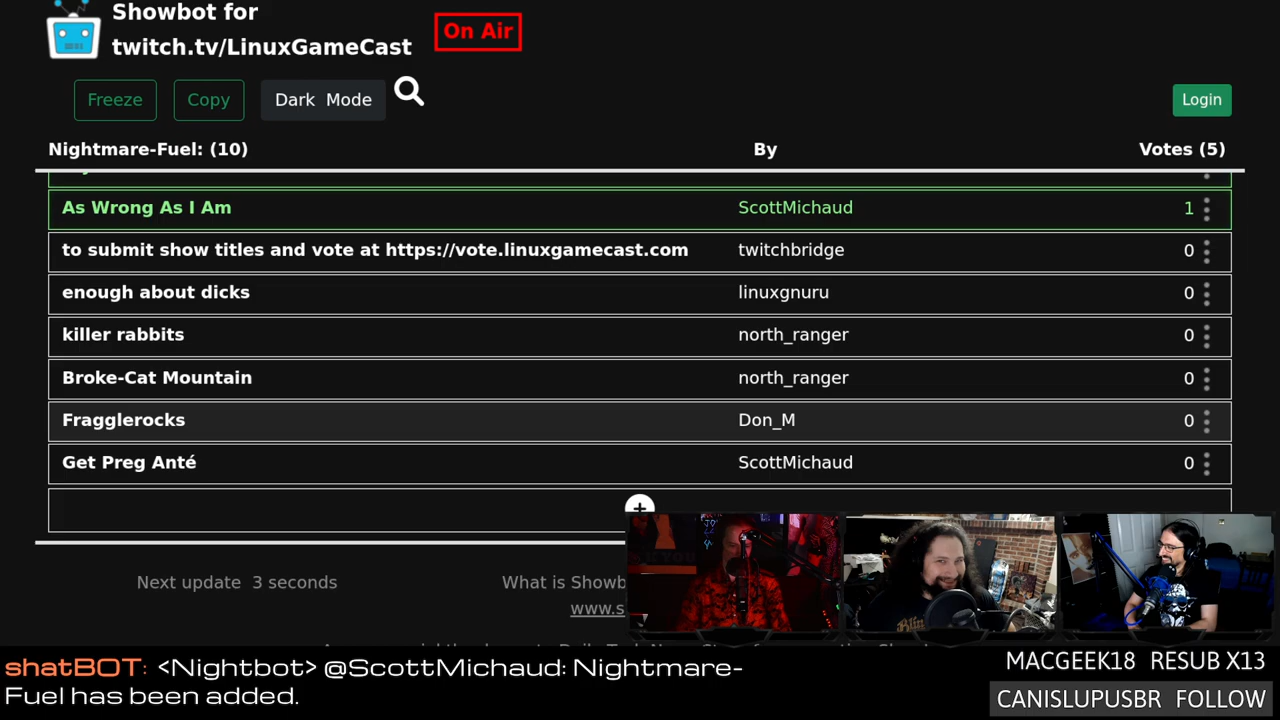 Showbot for
twitch.tv/LinuxGameCast
On Air
Freeze
Copy
Dark Mode
Login
Nightmare-Fuel: (10)
By
Votes (5)
As Wrong As I Am
ScottMichaud
1
to submit show titles and vote at https://vote.linuxgamecast.com
twitchbridge
0
enough about dicks
linuxgnuru
0
killer rabbits
north_ranger
0
Broke-Cat Mountain
north_ranger
0
Fragglerocks
Don_M
0
Get Preg Anté
ScottMichaud
0
Next update 3 seconds
What is Showb
www.s
shatBOT: <Nightbot> @ScottMichaud: Nightmare-
Fuel has been added.
MACGEEK18 RESUB X13
CANISLUPUSBR FOLLOW